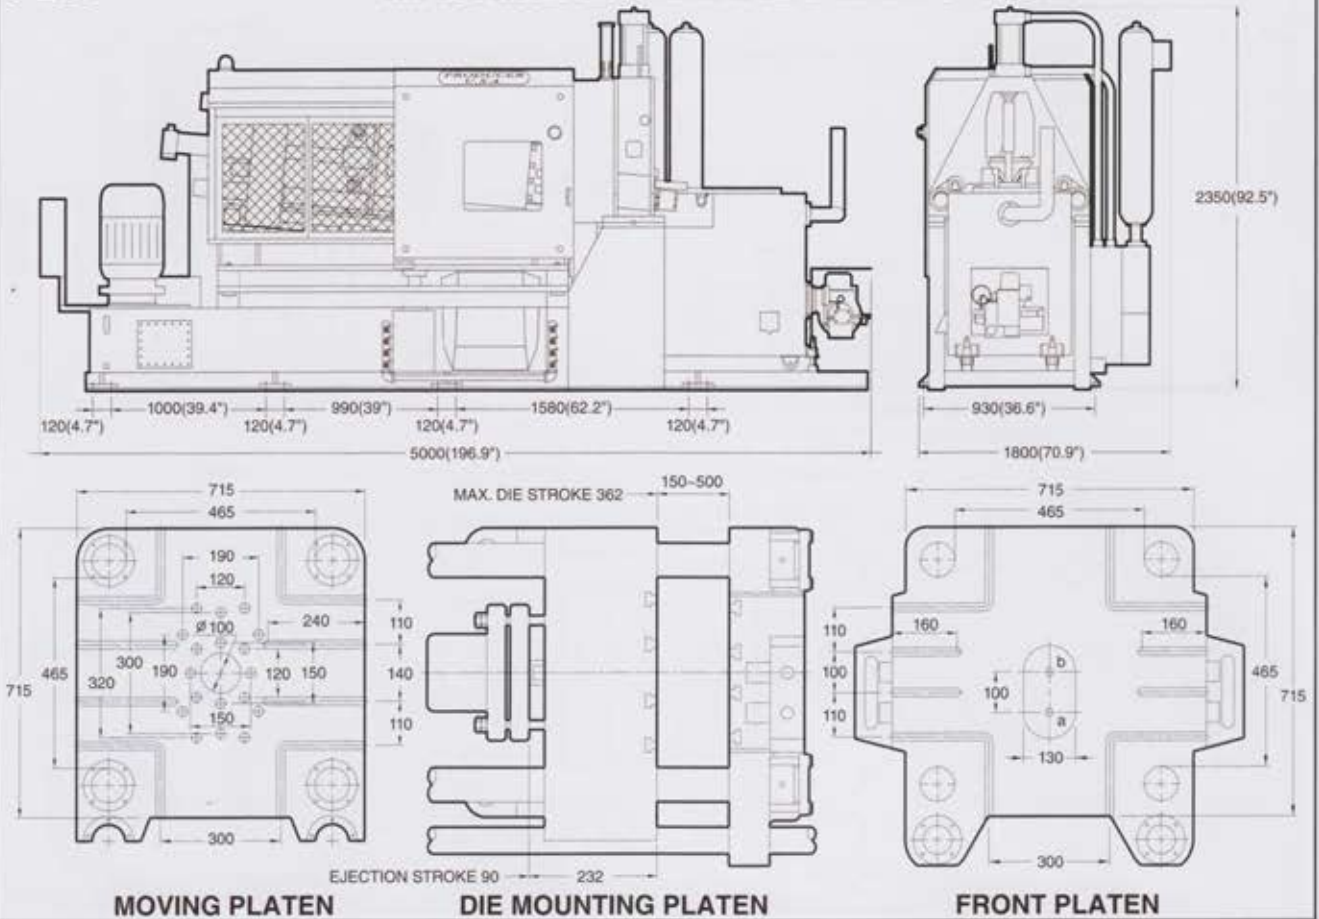 PRODUCER
U.S.A
2350(92.5")
1000(39.4") 990(39") 1580(62.2") 930(36.6")
120(4.7") 120(4.7") 120(4.7") 120(4.7")
5000(196.9") 1800(70.9")
715
465
190
120
Ø100
240
110
300
190
120
150
140
465
320
715
150
110
300
MOVING PLATEN
MAX. DIE STROKE 362
150~500
EJECTION STROKE 90
232
DIE MOUNTING PLATEN
715
465
110
160
160
b
100
100
465
715
110
a
130
300
FRONT PLATEN